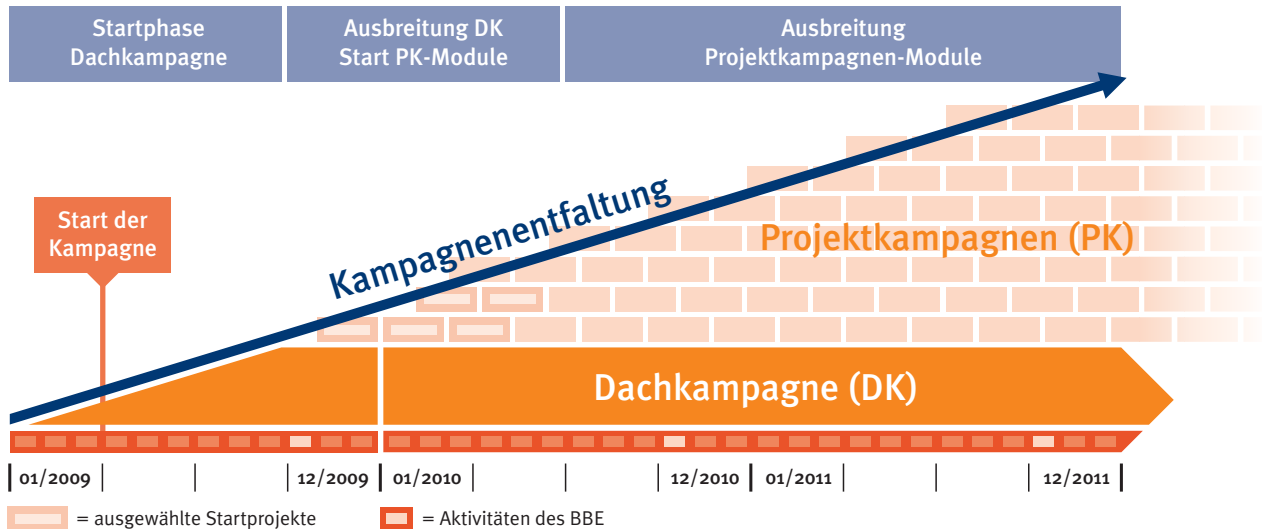 Startphase
Dachkampagne
Ausbreitung DK
Start PK-Module
Ausbreitung
Projektkampagnen-Module
Start der
Kampagne
Kampagnenentfaltung
Projektkampagnen (PK)
Dachkampagne (DK)
01/2009 12/2009 01/2010 12/2010 01/2011 12/2011
= ausgewählte Startprojekte = Aktivitäten des BBE